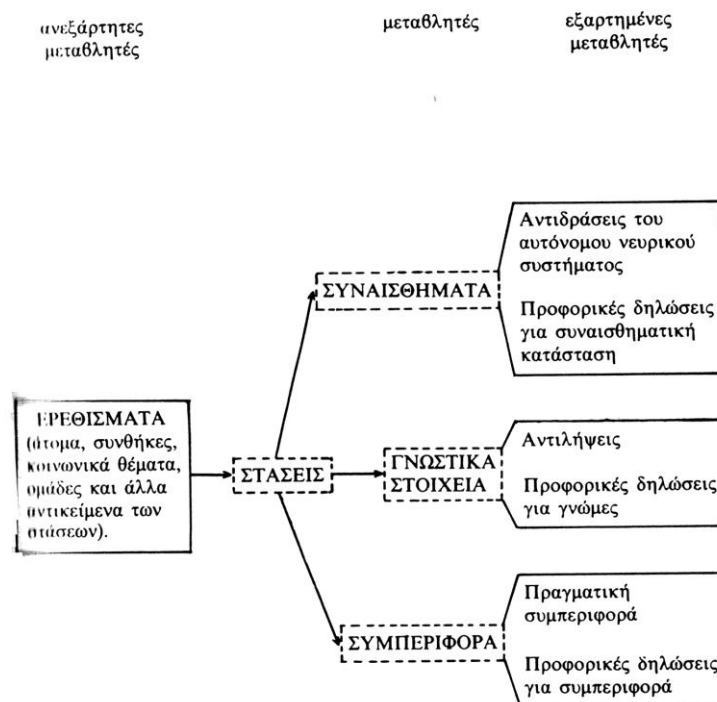 ανεξάρτητες
μεταβλητές
μεταβλητές
εξαρτημένες
μεταβλητές
Αντιδράσεις του
αυτόνομου νευρικού
συστήματος
ΣΥΝΑΙΣΘΗΜΑΤΑ
Προφορικές δηλώσεις
για συναισθηματική
κατάσταση
ΕΡΕΘΙΣΜΑΤΑ
(άτομα, συνθήκες,
κοινωνικά θέματα,
ομάδες και άλλα
αντικείμενα των
στάσεων).
ΣΤΑΣΕΙΣ
ΓΝΩΣΤΙΚΑ
ΣΤΟΙΧΕΙΑ
Αντιλήψεις
Προφορικές δηλώσεις
για γνώμες
ΣΥΜΠΕΡΙΦΟΡΑ
Πραγματική
συμπεριφορά
Προφορικές δηλώσεις
για συμπεριφορά